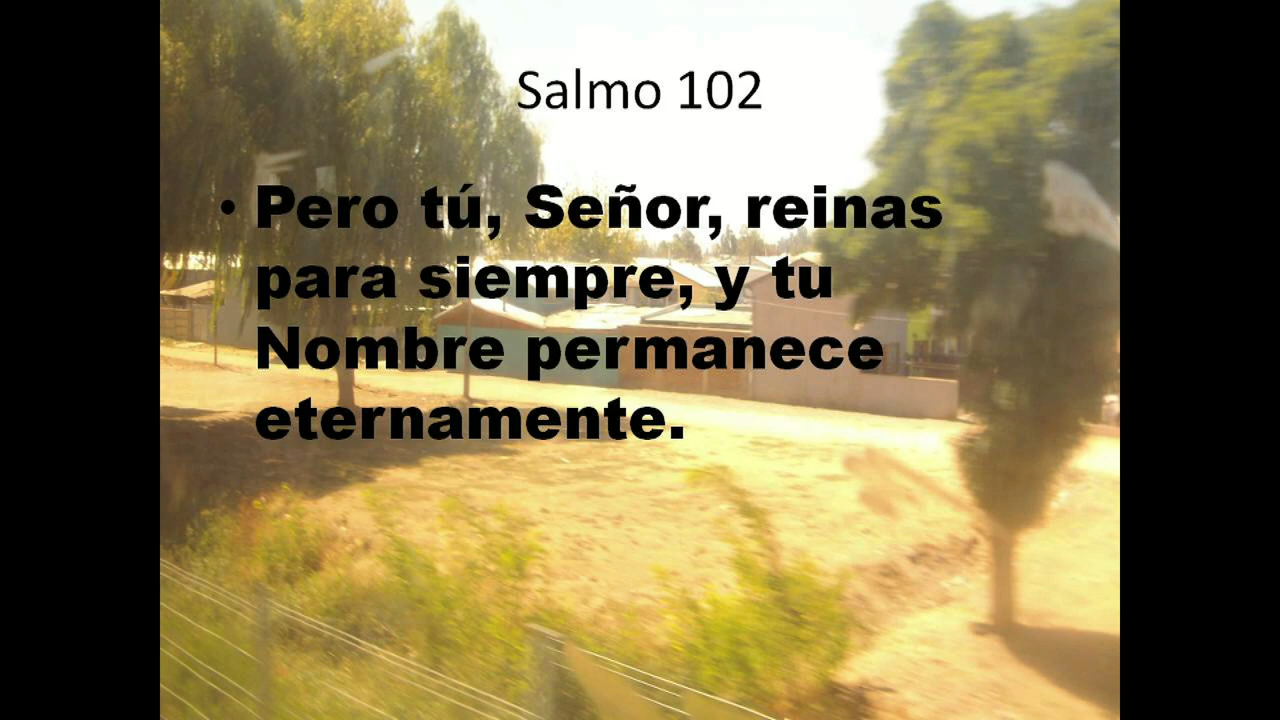 Salmo 102
• Pero tú, Señor, reinas
para siempre, y tu
Nombre permanece
eternamente.